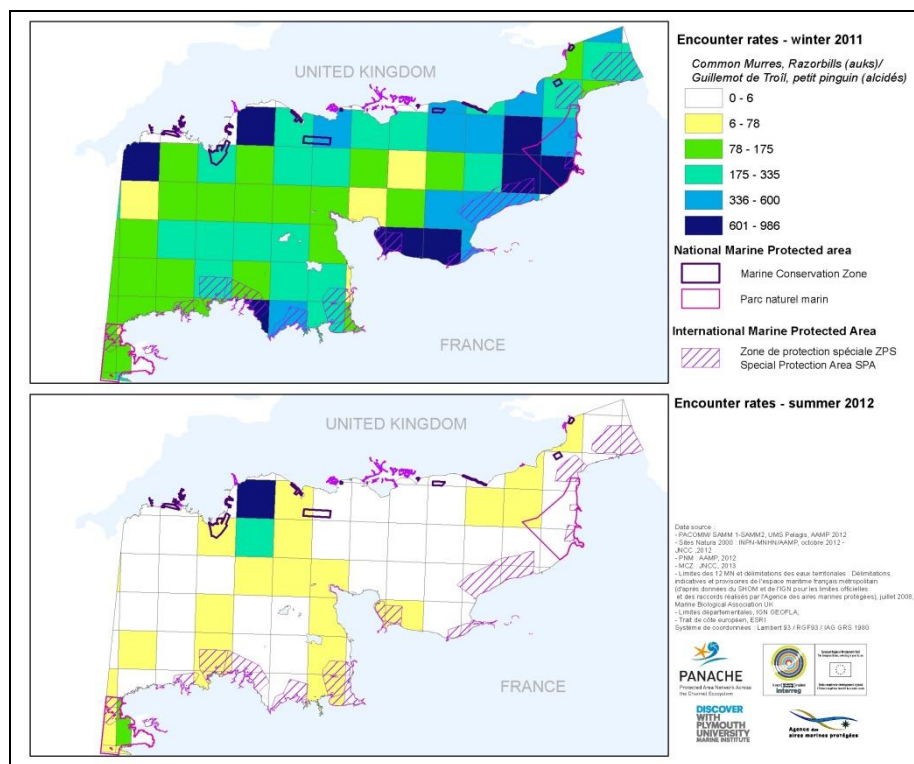 UNITED KINGDOM
FRANCE
Encounter rates - winter 2011
Common Murres, Razorbills (auks)/
Guillemot de Troïl, petit pinguin (alcidés)
0 - 6
6 - 78
78 - 175
175 - 335
336 - 600
601 - 986
National Marine Protected area
Marine Conservation Zone
Parc naturel marin
International Marine Protected Area
Zone de protection spéciale ZPS
Special Protection Area SPA
UNITED KINGDOM
FRANCE
Encounter rates - summer 2012
Data source :
- PACOMM/ SAMM 1-SAMM2, UMS Pelagis, AAMP 2012
- Sites Natura 2000 : INPN-MNHN/AAMP, octobre 2012 -
JNCC ,2012
- PNM : AAMP, 2012
- MCZ : JNCC, 2013
- Limites des 12 MN et délimitations des eaux territoriales : Délimitations
indicatives et provisoires de l'espace maritime français métropolitain
(d'après données du SHOM et de l'IGN pour les limites officielles
et des raccords réalisés par l'Agence des aires marines protégées), juillet 2008,
Marine Biological Association UK
- Limites départementales, IGN GEOFLA,
- Trait de côte européen, ESRI
Système de coordonnées : Lambert 93 / RGF93 / IAG GRS 1980
PANACHE
Protected Area Network Across
the Channel Ecosystem
interreg
DISCOVER
WITH
PLYMOUTH
UNIVERSITY
MARINE INSTITUTE
Agence des
aires marines protégées